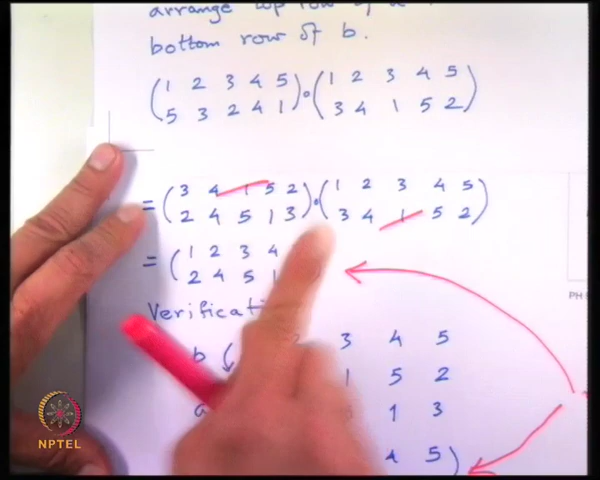 arrange top row of a
bottom row of b.
(1 2 3 4 5) . (1 2 3 4 5)
(5 3 2 4 1) (3 4 1 5 2)
= (3 4 1 5 2) . (1 2 3 4 5)
(2 4 5 1 3) (3 4 1 5 2)
= (1 2 3 4
(2 4 5 1
PH
b 3 4 5
1 5 2
a 1 3
4 5)
NPTEL